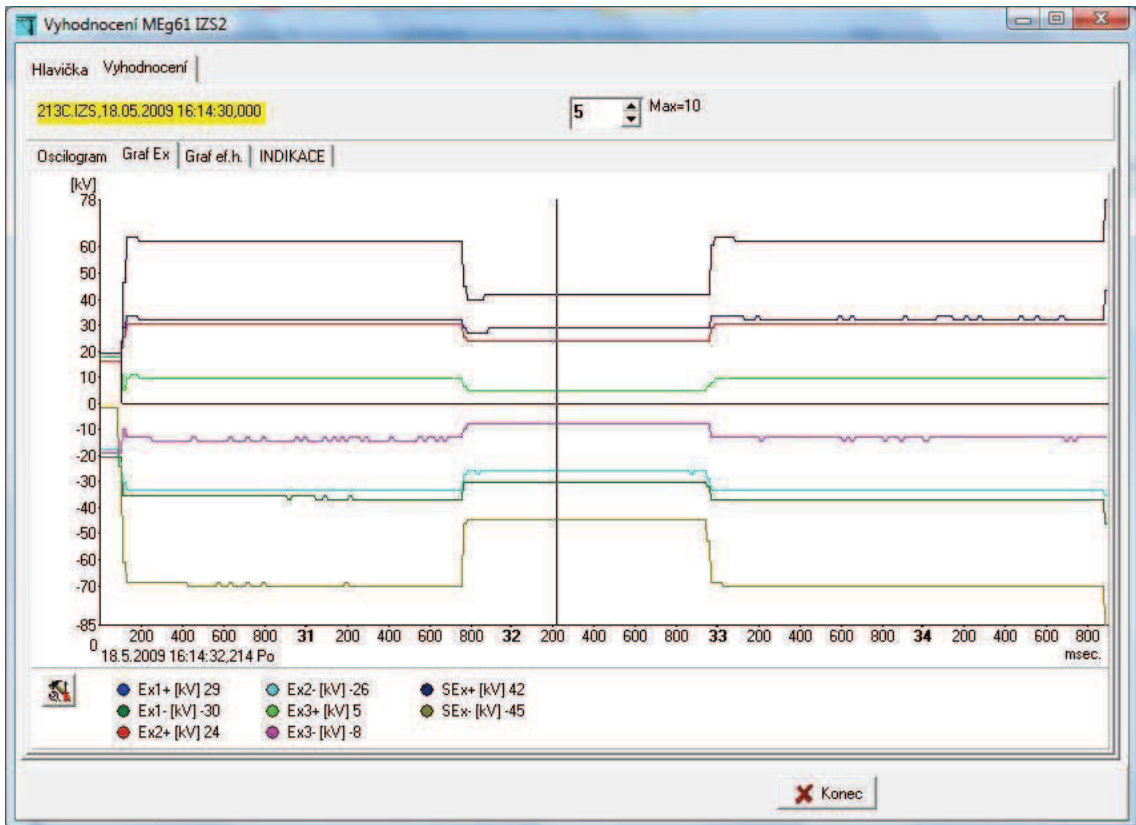 Vyhodnocení MEg61 IZS2
Hlavička Vyhodnocení
213C.IZS,18.05.2009 16:14:30,000 5 Max=10
Oscilogram Graf Ex Graf ef.h. INDIKACE
[kV]
78
60
50
40
30
20
10
0
-10
-20
-30
-40
-50
-60
-70
-85
0 200 400 600 800 31 200 400 600 800 32 200 400 600 800 33 200 400 600 800 34 200 400 600 800
18.5.2009 16:14:32,214 Po msec.
Ex1+ [kV] 29 Ex2- [kV] -26 SEx+ [kV] 42
Ex1- [kV] -30 Ex3+ [kV] 5 SEx- [kV] -45
Ex2+ [kV] 24 Ex3- [kV] -8
Konec